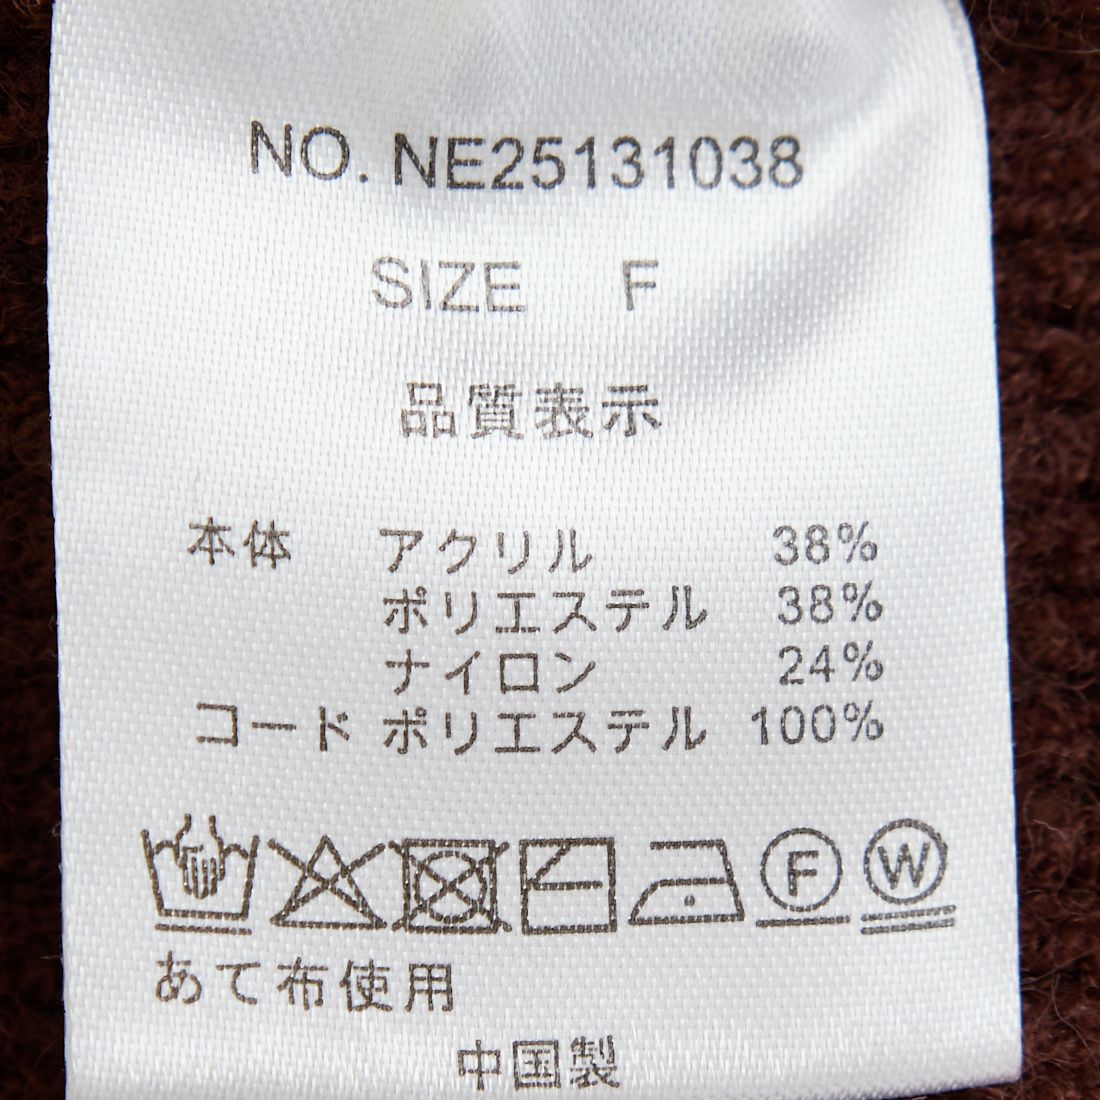 NO. NE25131038
SIZE F
品質表示
本体 アクリル 38%
ポリエステル 38%
ナイロン 24%
コード ポリエステル 100%
F W
あて布使用
中国製